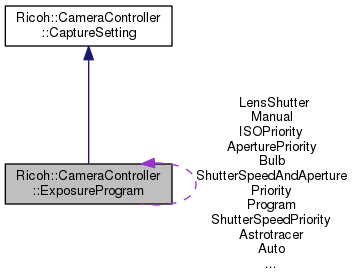 Ricoh::CameraController
::CaptureSetting
LensShutter
Manual
ISOPriority
AperturePriority
Bulb
ShutterSpeedAndAperture
Priority
Program
ShutterSpeedPriority
Astrotracer
Auto
...
Ricoh::CameraController
::ExposureProgram